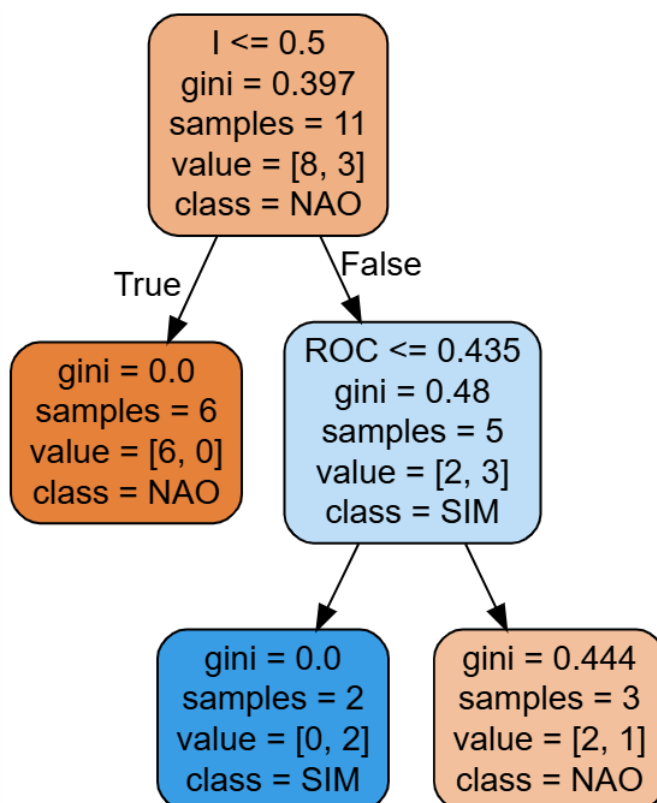 I <= 0.5
gini = 0.397
samples = 11
value = [8, 3]
class = NAO
True
False
gini = 0.0
samples = 6
value = [6, 0]
class = NAO
ROC <= 0.435
gini = 0.48
samples = 5
value = [2, 3]
class = SIM
gini = 0.0
samples = 2
value = [0, 2]
class = SIM
gini = 0.444
samples = 3
value = [2, 1]
class = NAO